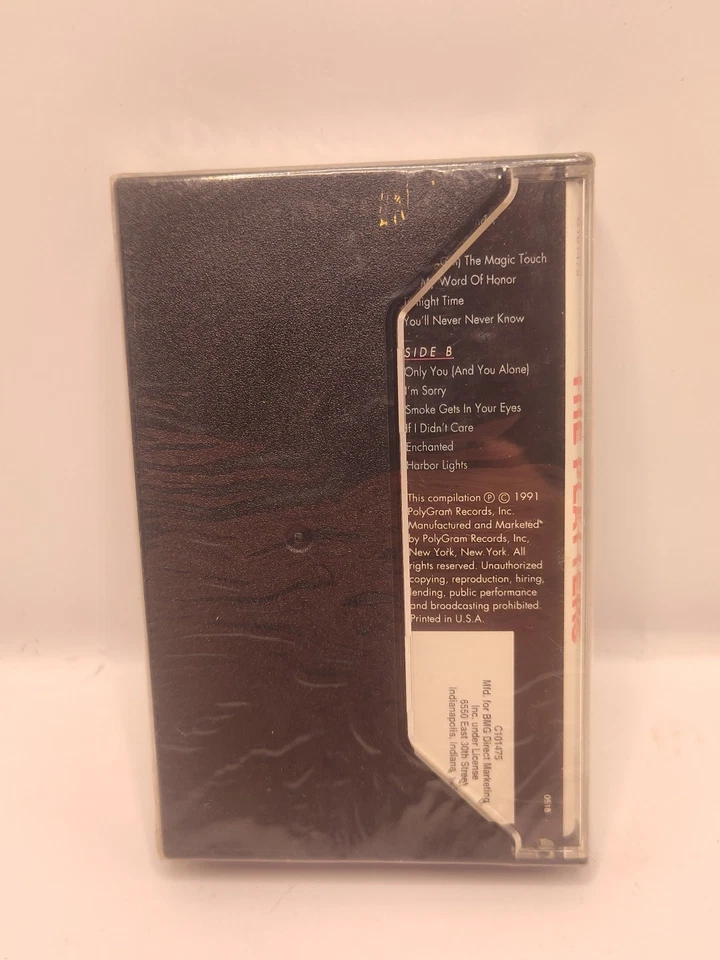 The Magic Touch
Word Of Honor
Time
You'll Never Never Know
SIDE B
Only You (And You Alone)
I'm Sorry
Smoke Gets In Your Eyes
If I Didn't Care
Enchanted
Harbor Lights
This compilation Ⓟ © 1991
PolyGram Records, Inc.
Manufactured and Marketed
by PolyGram Records, Inc,
New York, New York. All
rights reserved. Unauthorized
copying, reproduction, hiring,
lending, public performance
and broadcasting prohibited.
Printed in U.S.A.
C101475
Mfd. for BMG Direct Marketing
Inc. under License
6550 East 30th Street
Indianapolis, Indiana
0518
THE PLATTERS